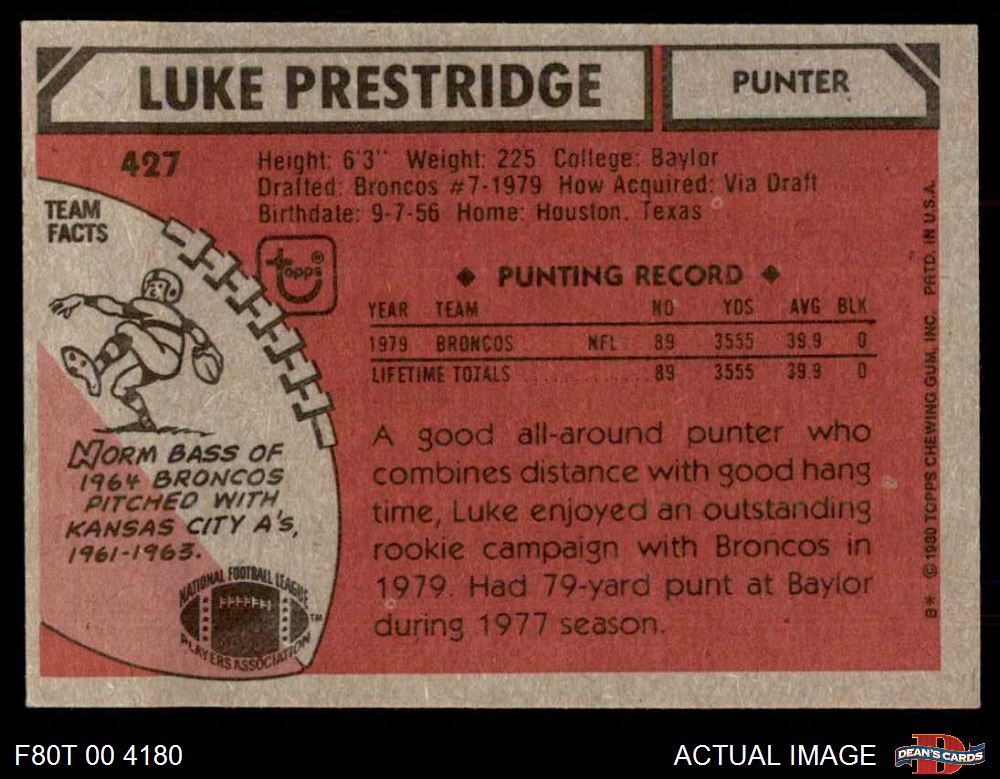 LUKE PRESTRIDGE
PUNTER
427
Height: 6'3" Weight: 225 College: Baylor
Drafted: Broncos #7-1979 How Acquired: Via Draft
Birthdate: 9-7-56 Home: Houston, Texas
TEAM
FACTS
topps®
◆ PUNTING RECORD ◆
YEAR TEAM NO YDS AVG BLK
1979 BRONCOS NFL 89 3555 39.9 0
LIFETIME TOTALS 89 3555 39.9 0
A good all-around punter who
combines distance with good hang
time, Luke enjoyed an outstanding
rookie campaign with Broncos in
1979. Had 79-yard punt at Baylor
during 1977 season.
NORM BASS OF
1964 BRONCOS
PITCHED WITH
KANSAS CITY A'S,
1961-1963.
NATIONAL FOOTBALL LEAGUE
PLAYERS ASSOCIATION
TM
B* © 1980 TOPPS CHEWING GUM, INC. PRTD. IN U.S.A.
F80T 00 4180
ACTUAL IMAGE
DEAN'S CARDS